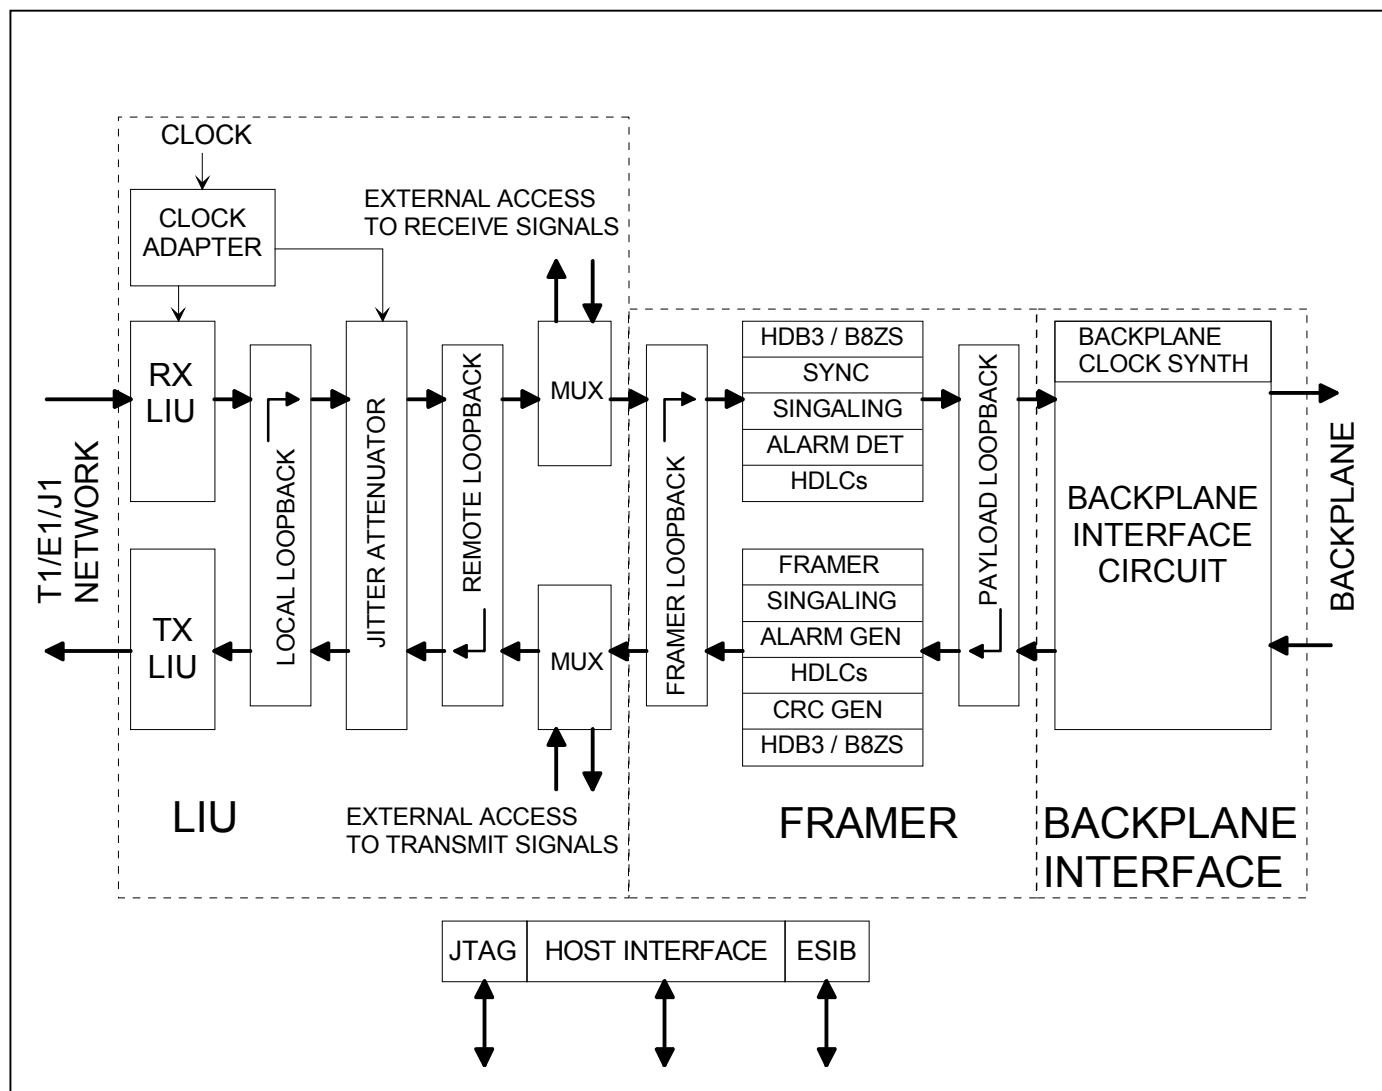 CLOCK
CLOCK
ADAPTER
EXTERNAL ACCESS
TO RECEIVE SIGNALS
RX
LIU
LOCAL LOOPBACK
JITTER ATTENUATOR
REMOTE LOOPBACK
MUX
FRAMER LOOPBACK
HDB3 / B8ZS
SYNC
SINGALING
ALARM DET
HDLCs
PAYLOAD LOOPBACK
BACKPLANE
CLOCK SYNTH
BACKPLANE
INTERFACE
CIRCUIT
BACKPLANE
T1/E1/J1
NETWORK
TX
LIU
MUX
FRAMER
SINGALING
ALARM GEN
HDLCs
CRC GEN
HDB3 / B8ZS
EXTERNAL ACCESS
TO TRANSMIT SIGNALS
LIU
FRAMER
BACKPLANE
INTERFACE
JTAG
HOST INTERFACE
ESIB